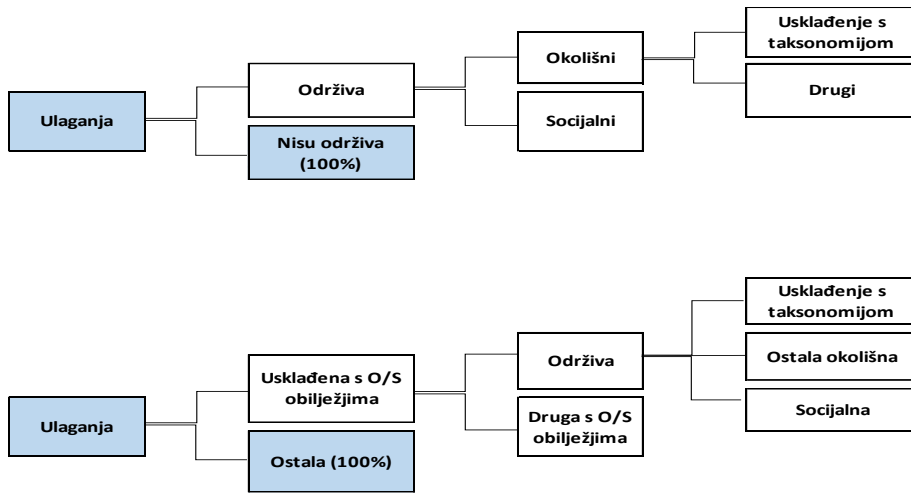 Ulaganja
Održiva
Nisu održiva
(100%)
Okolišni
Socijalni
Usklađenje s
taksonomijom
Drugi
Ulaganja
Usklađena s O/S
obilježjima
Ostala (100%)
Održiva
Druga s O/S
obilježjima
Usklađenje s
taksonomijom
Ostala okolišna
Socijalna